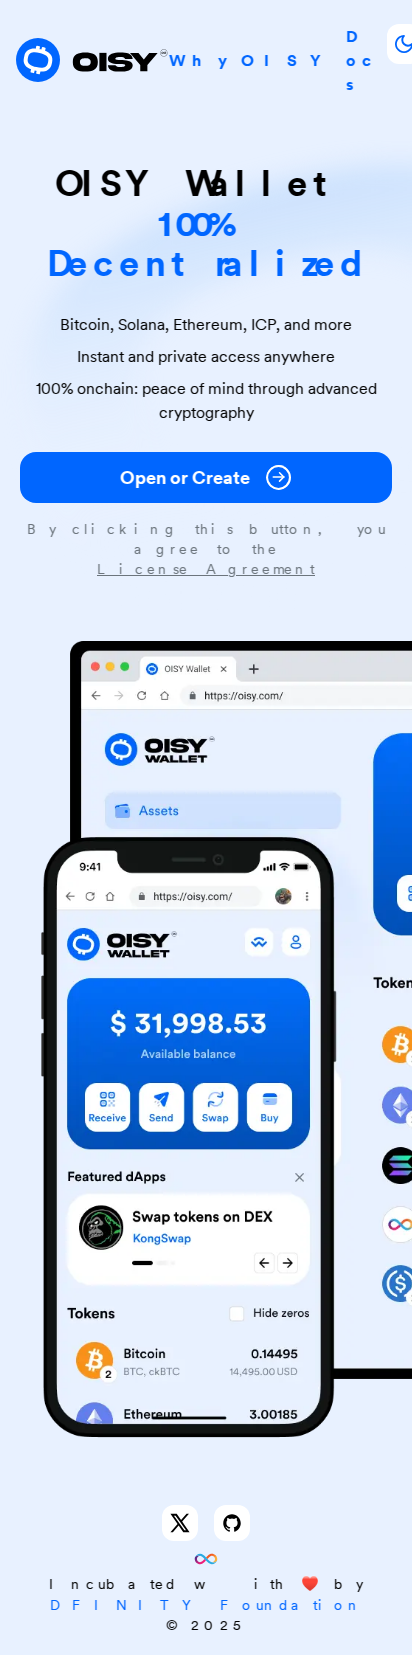 OISY Why OISY Docs
OISY Wallet
100%
Decentralized
Bitcoin, Solana, Ethereum, ICP, and more
Instant and private access anywhere
100% onchain: peace of mind through advanced
cryptography
Open or Create
By clicking this button, you
agree to the
License Agreement
OISY Wallet
https://oisy.com/
OISY
WALLET
Assets
9:41
https://oisy.com/
OISY
WALLET
$ 31,998.53
Available balance
Receive Send Swap Buy
Featured dApps
Swap tokens on DEX
KongSwap
Tokens Hide zeros
Bitcoin 0.14495
BTC, ckBTC 14,495.00 USD
2
Ethereum 3.00185
Incubated with ❤️ by
DFINITY Foundation
© 2025